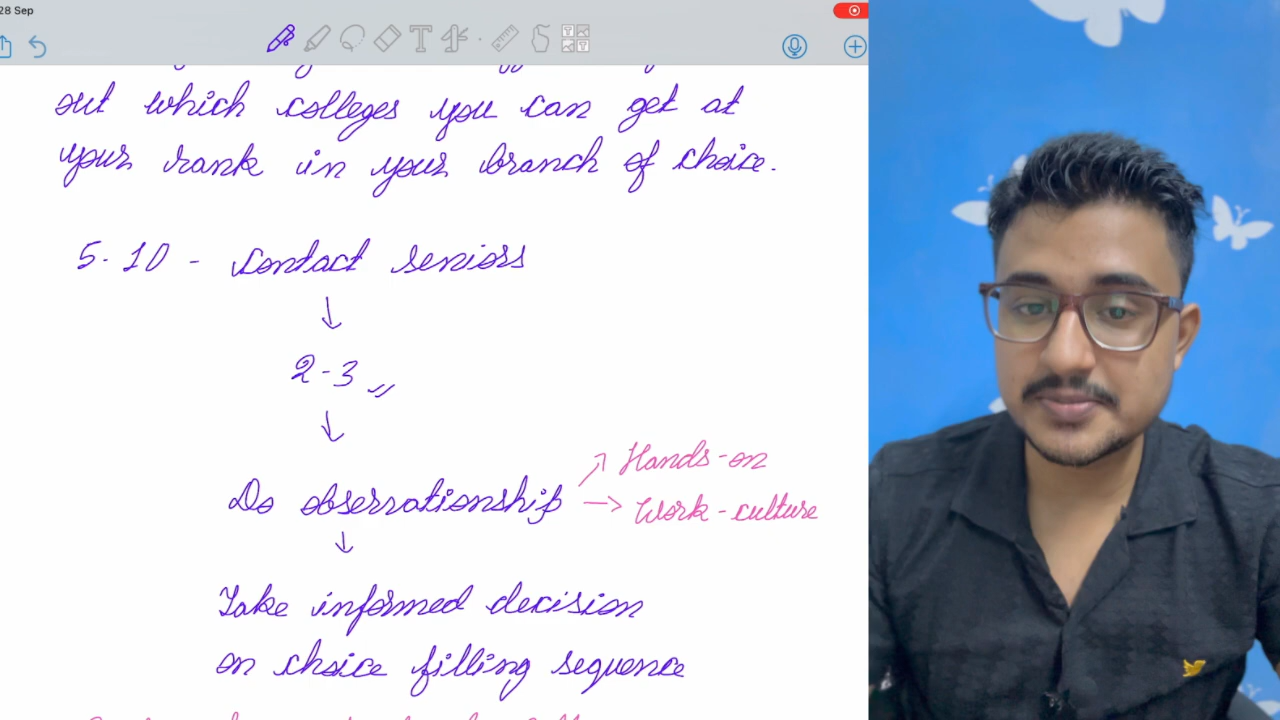 28 Sep
out which colleges you can get at
your rank in your branch of choice.
5-10 - Contact seniors
↓
2-3
↓
Do observationship → Hands-on
→ Work-culture
↓
Take informed decision
on choice filling sequence